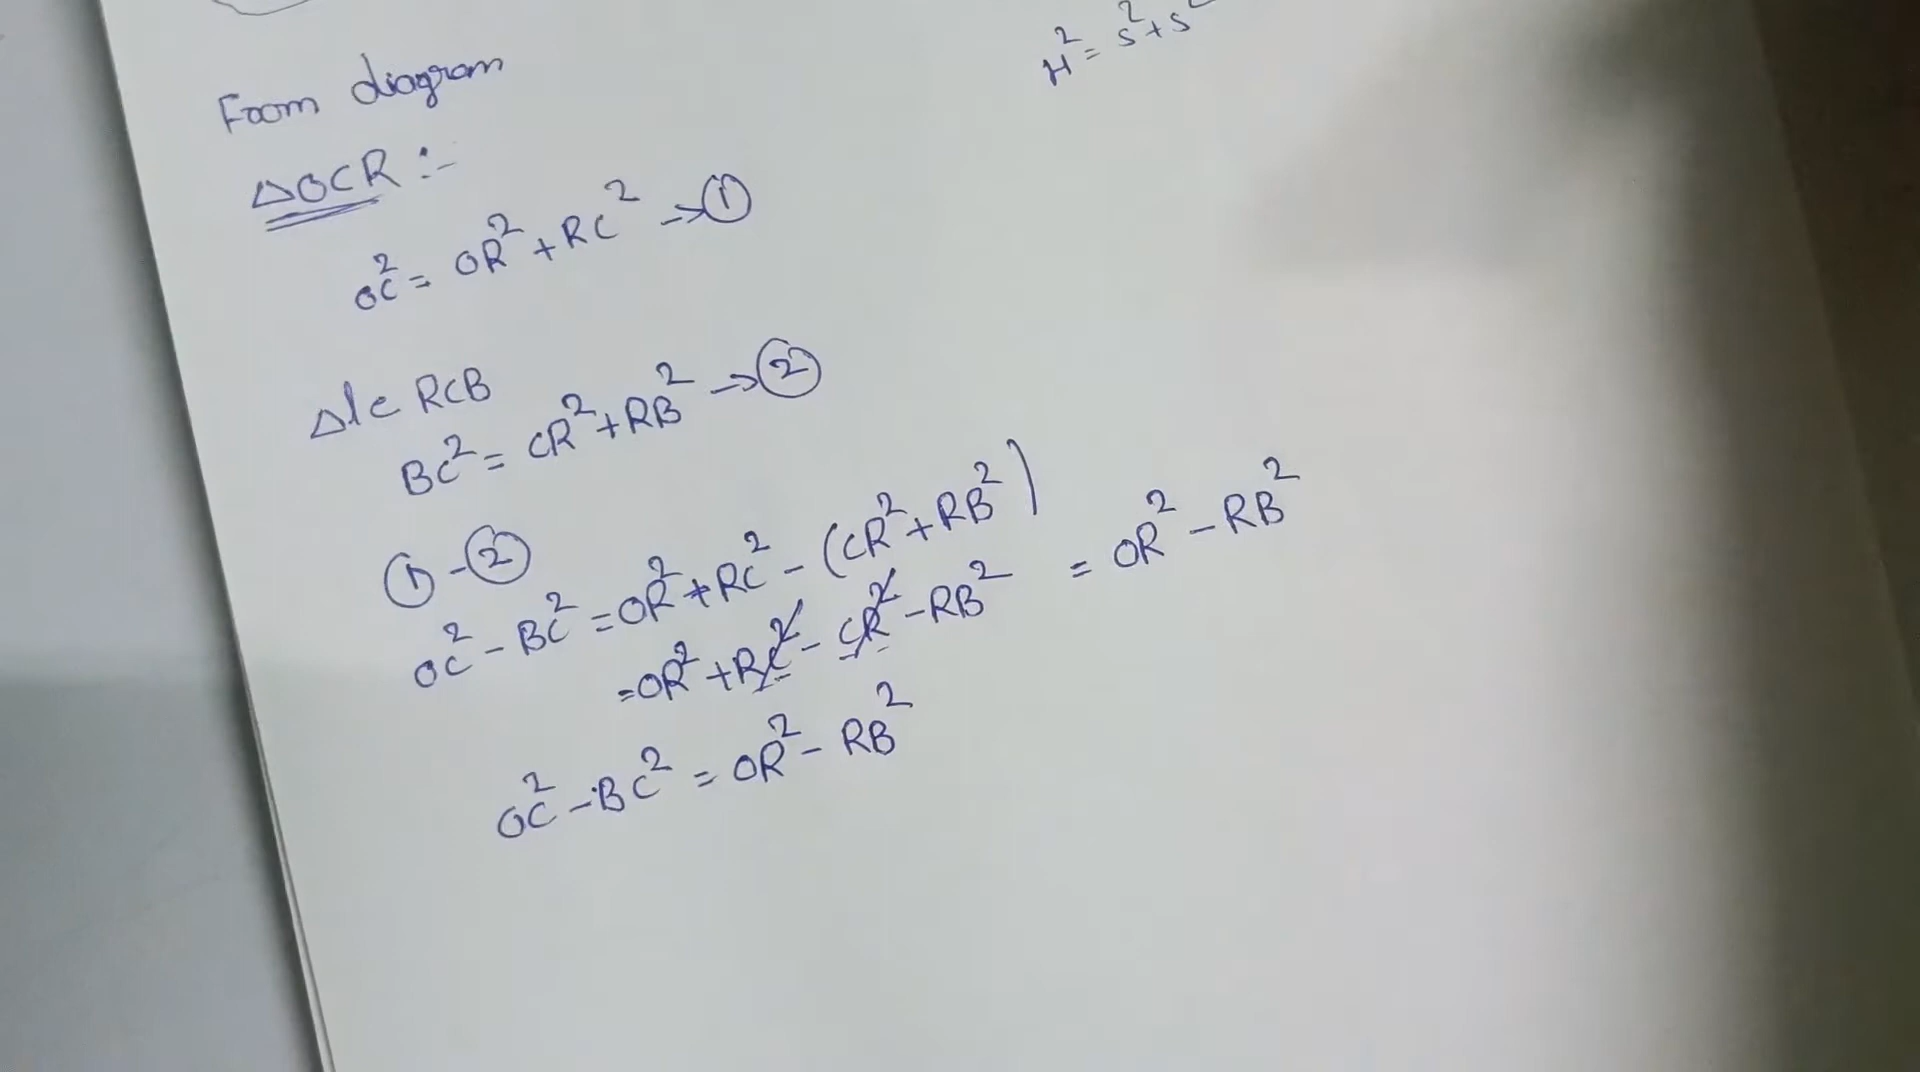 H² = S² + S²
From diagram
△OCR :-
OC² = OR² + RC² → ①
△le RCB
BC² = CR² + RB² → ②
① - ②
OC² - BC² = OR² + RC² - (CR² + RB²)
= OR² + RC² - CR² - RB² = OR² - RB²
OC² - BC² = OR² - RB²